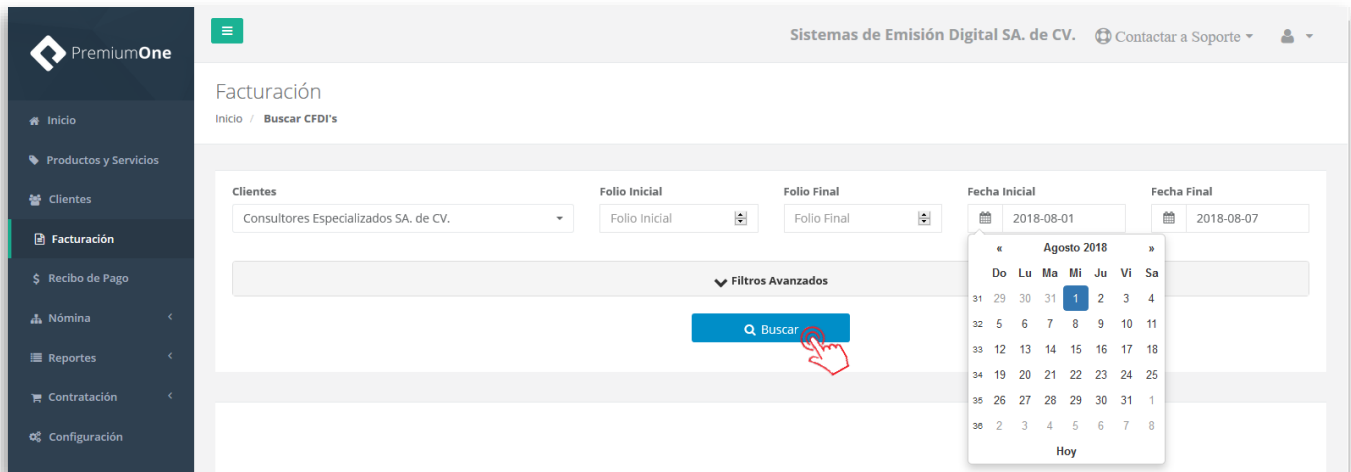 PremiumOne
Inicio
Productos y Servicios
Clientes
Facturación
$ Recibo de Pago
Nómina
Reportes
Contratación
Configuración
Sistemas de Emisión Digital SA. de CV. Contactar a Soporte
Facturación
Inicio / Buscar CFDI's
Clientes Folio Inicial Folio Final Fecha Inicial Fecha Final
Consultores Especializados SA. de CV. Folio Inicial Folio Final 2018-08-01 2018-08-07
Filtros Avanzados
Buscar
« Agosto 2018 »
Do Lu Ma Mi Ju Vi Sa
31 29 30 31 1 2 3 4
32 5 6 7 8 9 10 11
33 12 13 14 15 16 17 18
34 19 20 21 22 23 24 25
35 26 27 28 29 30 31 1
36 2 3 4 5 6 7 8
Hoy